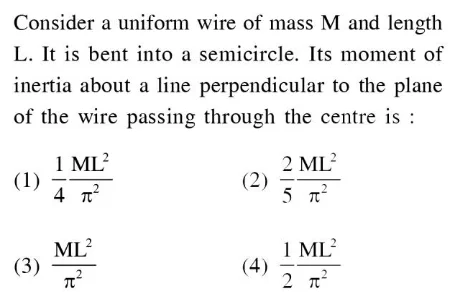 Consider a uniform wire of mass M and length
L. It is bent into a semicircle. Its moment of
inertia about a line perpendicular to the plane
of the wire passing through the centre is :
(1) 1/4 ML²/π² (2) 2/5 ML²/π²
(3) ML²/π² (4) 1/2 ML²/π²